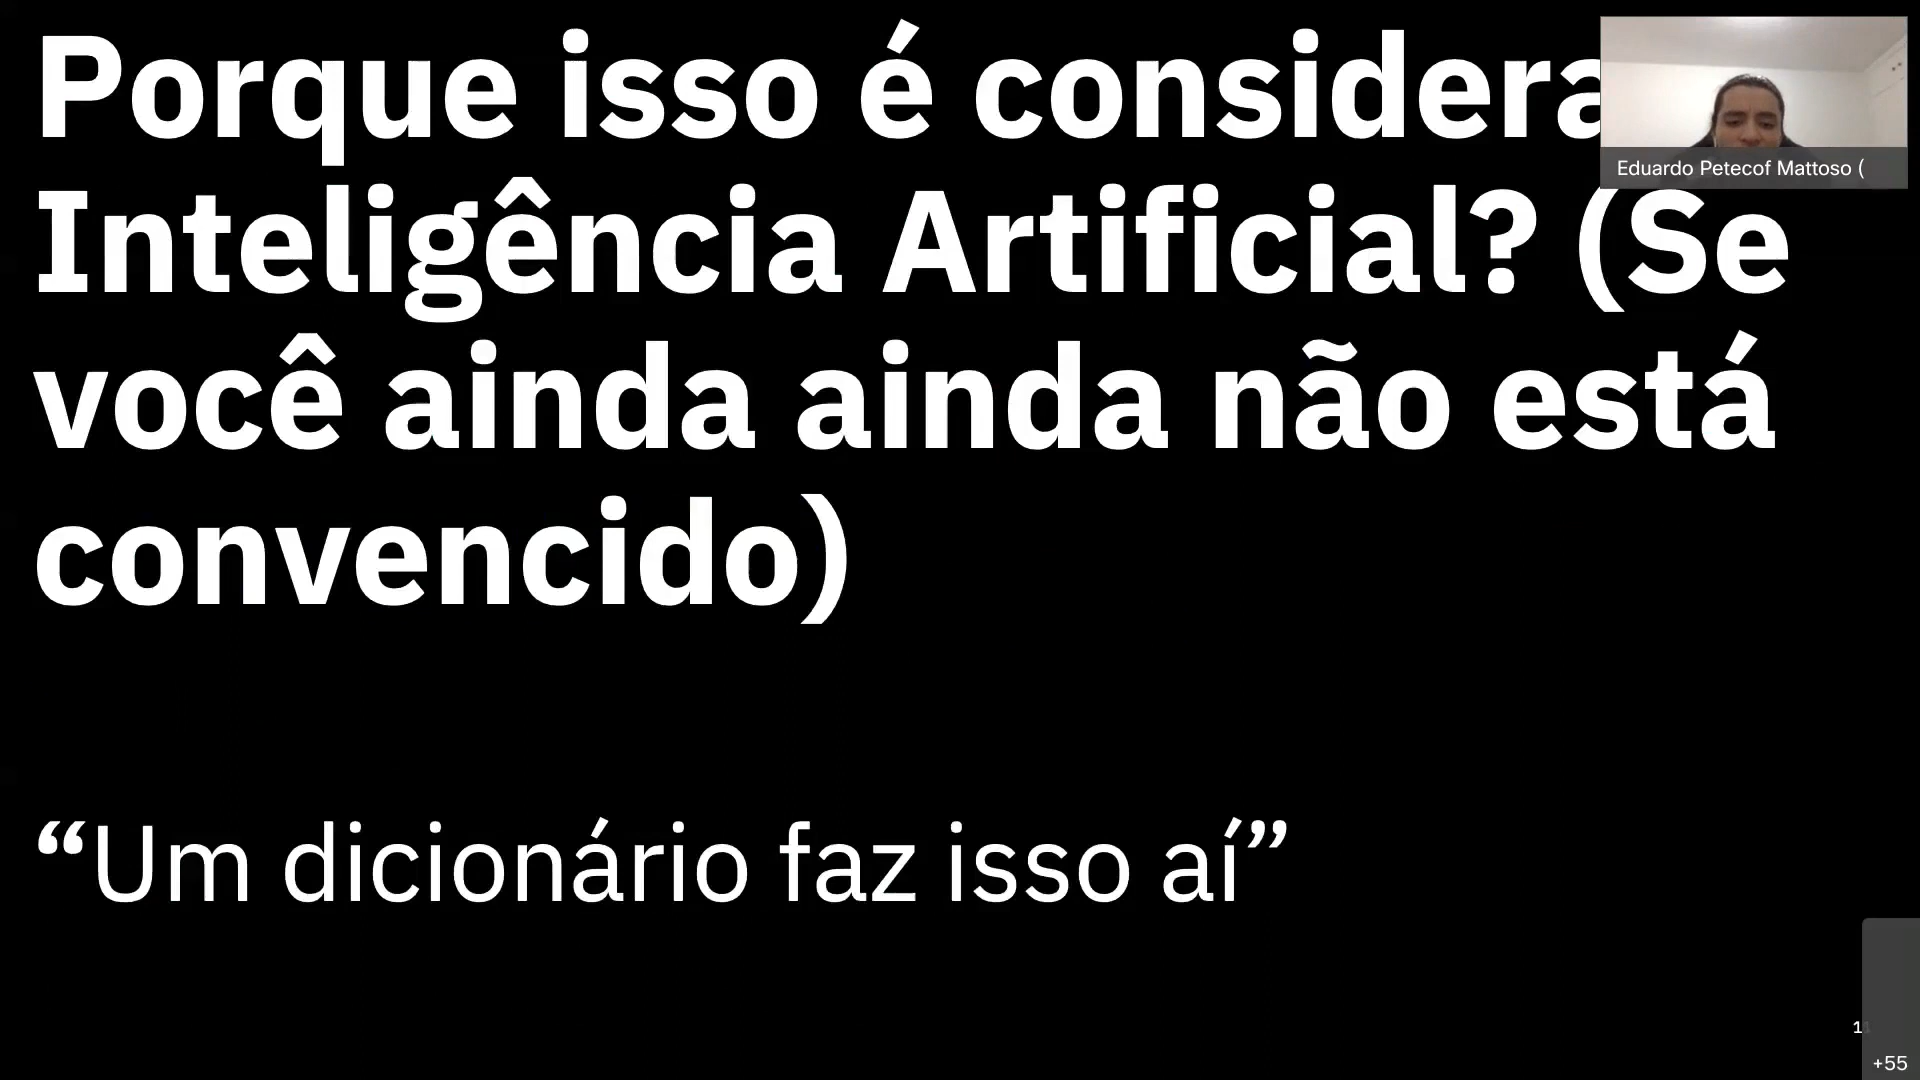 Porque isso é considera
Inteligência Artificial? (Se
você ainda ainda não está
convencido)
“Um dicionário faz isso aí”
Eduardo Petecof Mattoso (
+55